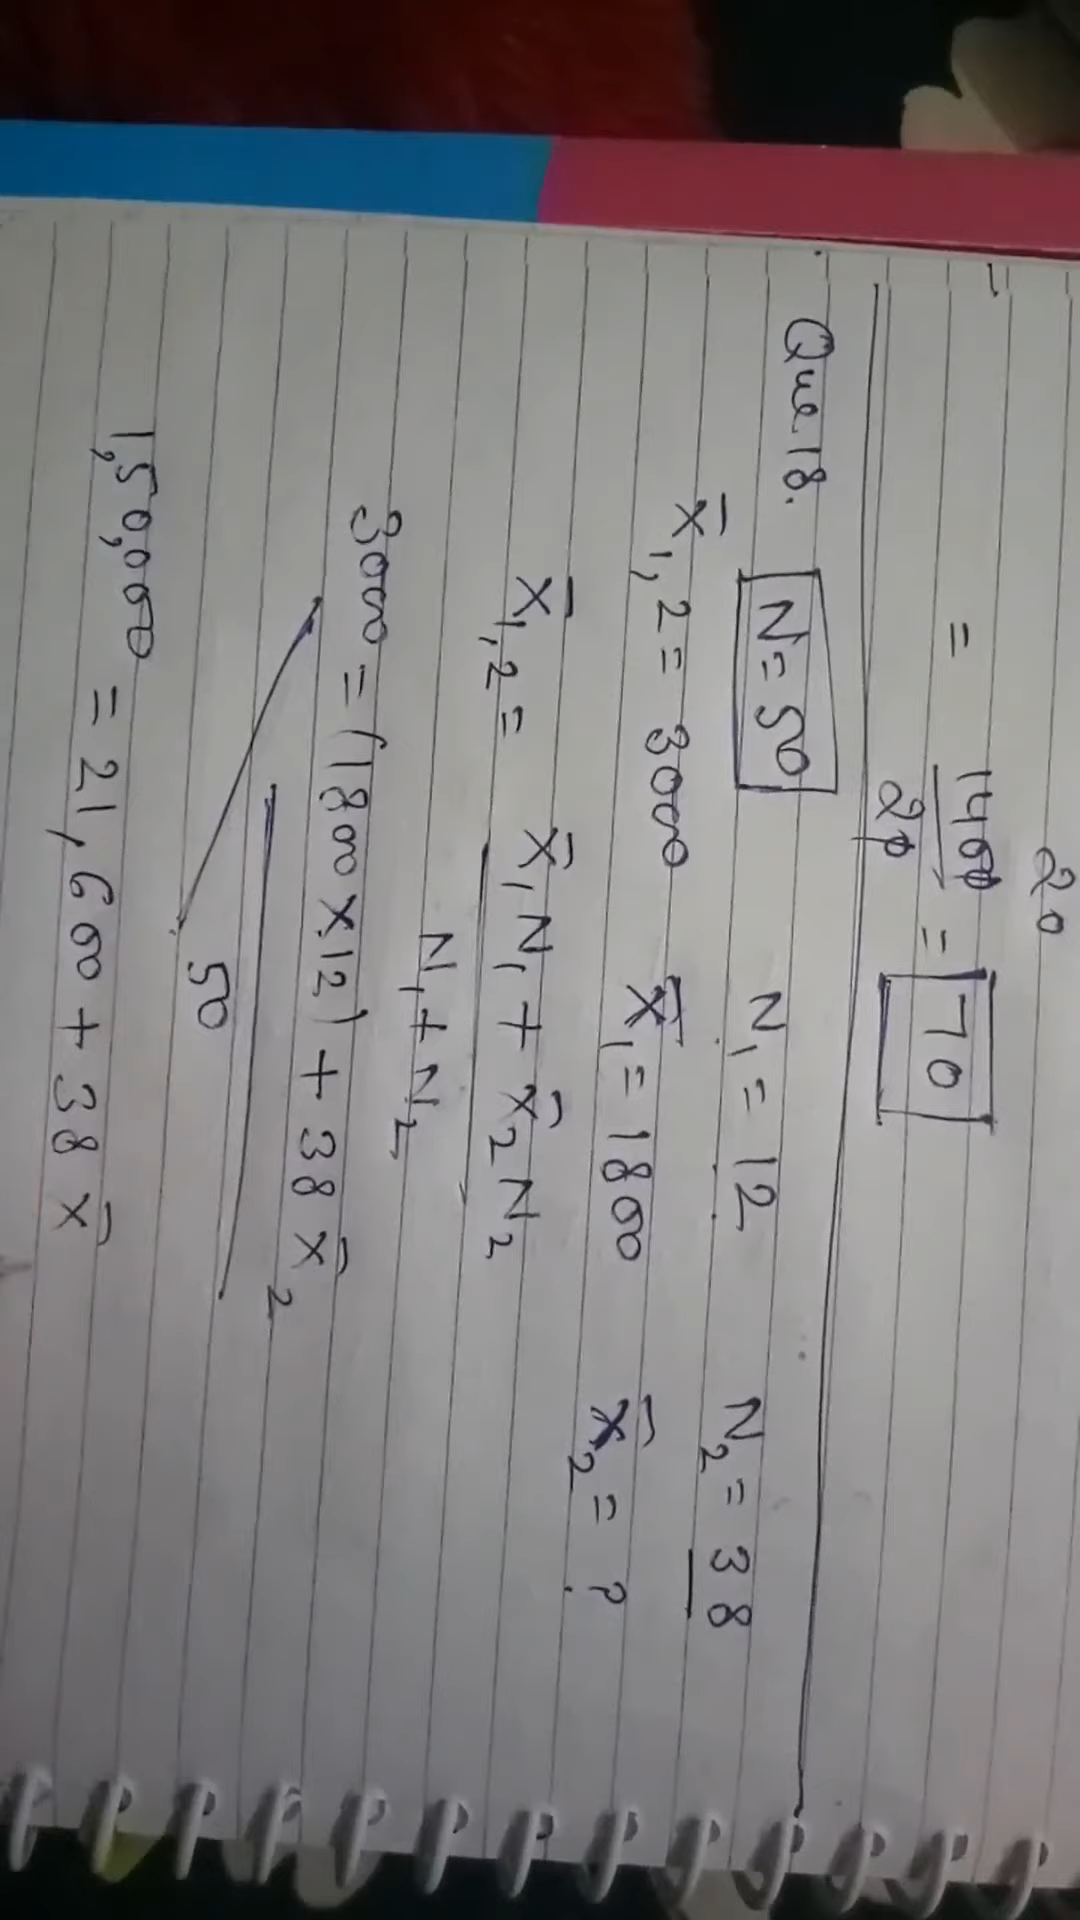 20
= 1400/20 = 70
Que 18. N = 50 N₁ = 12 N₂ = 38
X̄₁,₂ = 3000 X̄₁ = 1800 X̄₂ = ?
X̄₁,₂ = X̄₁N₁ + X̄₂N₂
N₁ + N₂
3000 = (1800 × 12) + 38 X̄₂
50
1,50,000 = 21,600 + 38 X̄